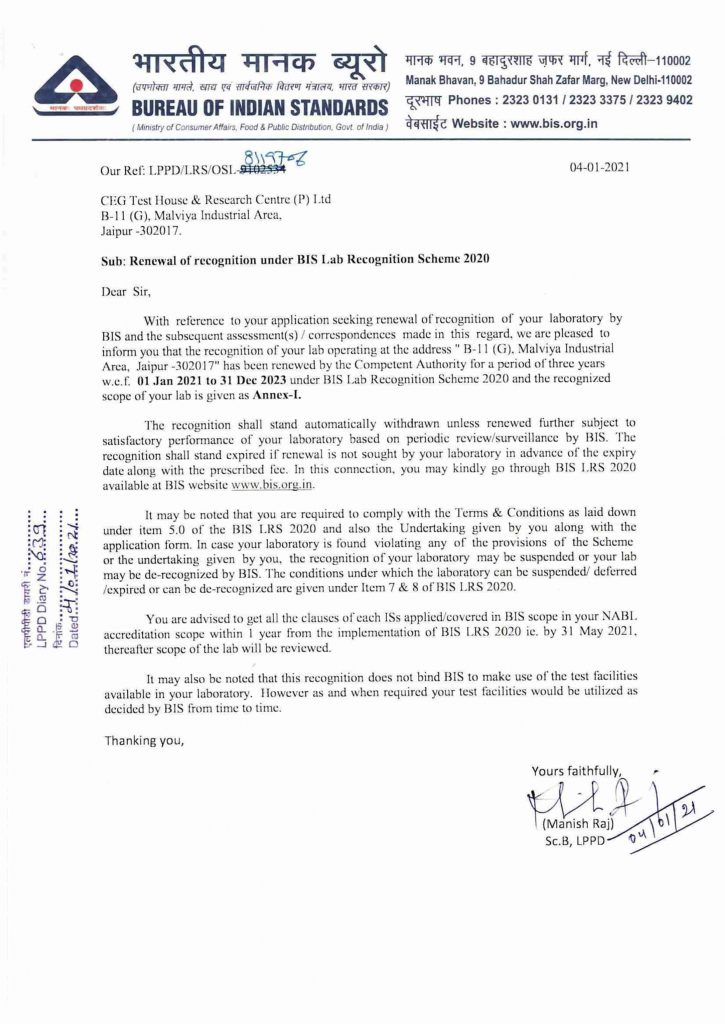 भारतीय मानक ब्यूरो
(उपभोक्ता मामले, खाद्य एवं सार्वजनिक वितरण मंत्रालय, भारत सरकार)
BUREAU OF INDIAN STANDARDS
( Ministry of Consumer Affairs, Food & Public Distribution, Govt. of India )
मानकः पथप्रदर्शकः
मानक भवन, 9 बहादुरशाह ज़फर मार्ग, नई दिल्ली–110002
Manak Bhavan, 9 Bahadur Shah Zafar Marg, New Delhi-110002
दूरभाष Phones : 2323 0131 / 2323 3375 / 2323 9402
वेबसाईट Website : www.bis.org.in
8119706
Our Ref: LPPD/LRS/OSL-9102534
04-01-2021
CEG Test House & Research Centre (P) Ltd
B-11 (G), Malviya Industrial Area,
Jaipur -302017.
Sub: Renewal of recognition under BIS Lab Recognition Scheme 2020
Dear Sir,
With reference to your application seeking renewal of recognition of your laboratory by
BIS and the subsequent assessment(s) / correspondences made in this regard, we are pleased to
inform you that the recognition of your lab operating at the address " B-11 (G), Malviya Industrial
Area, Jaipur -302017" has been renewed by the Competent Authority for a period of three years
w.e.f. 01 Jan 2021 to 31 Dec 2023 under BIS Lab Recognition Scheme 2020 and the recognized
scope of your lab is given as Annex-I.
The recognition shall stand automatically withdrawn unless renewed further subject to
satisfactory performance of your laboratory based on periodic review/surveillance by BIS. The
recognition shall stand expired if renewal is not sought by your laboratory in advance of the expiry
date along with the prescribed fee. In this connection, you may kindly go through BIS LRS 2020
available at BIS website www.bis.org.in.
It may be noted that you are required to comply with the Terms & Conditions as laid down
under item 5.0 of the BIS LRS 2020 and also the Undertaking given by you along with the
application form. In case your laboratory is found violating any of the provisions of the Scheme
or the undertaking given by you, the recognition of your laboratory may be suspended or your lab
may be de-recognized by BIS. The conditions under which the laboratory can be suspended/ deferred
/expired or can be de-recognized are given under Item 7 & 8 of BIS LRS 2020.
You are advised to get all the clauses of each ISs applied/covered in BIS scope in your NABL
accreditation scope within 1 year from the implementation of BIS LRS 2020 ie. by 31 May 2021,
thereafter scope of the lab will be reviewed.
It may also be noted that this recognition does not bind BIS to make use of the test facilities
available in your laboratory. However as and when required your test facilities would be utilized as
decided by BIS from time to time.
Thanking you,
Yours faithfully,
(Manish Raj)
Sc.B, LPPD
04/01/21
एलपीपीडी डायरी नं.
LPPD Diary No. 639
दिनांक
Dated 4/01/2021